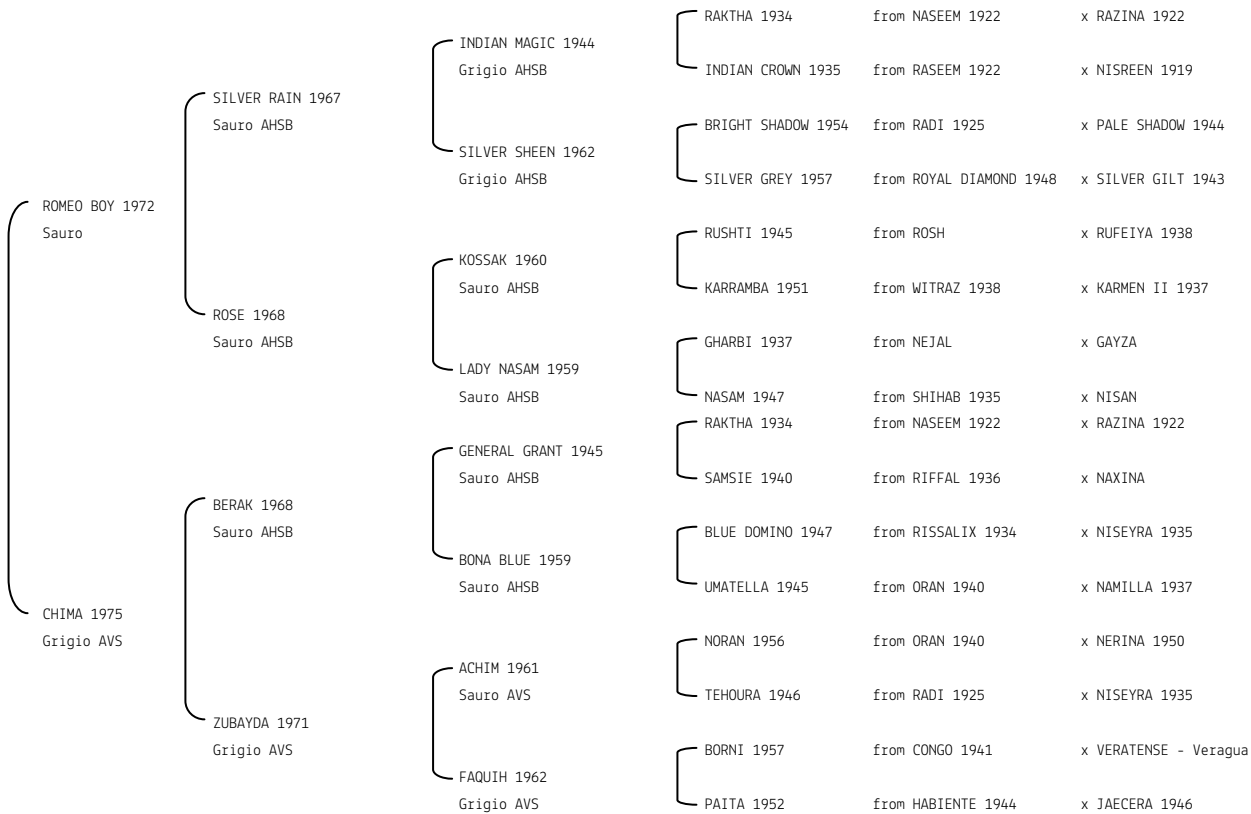 RAKTHA 1934 from NASEEM 1922 x RAZINA 1922
INDIAN MAGIC 1944
Grigio AHSB INDIAN CROWN 1935 from RASEEM 1922 x NISREEN 1919
SILVER RAIN 1967
Sauro AHSB BRIGHT SHADOW 1954 from RADI 1925 x PALE SHADOW 1944
SILVER SHEEN 1962
Grigio AHSB SILVER GREY 1957 from ROYAL DIAMOND 1948 x SILVER GILT 1943
ROMEO BOY 1972
Sauro RUSHTI 1945 from ROSH x RUFEIYA 1938
KOSSAK 1960
Sauro AHSB KARRAMBA 1951 from WITRAZ 1938 x KARMEN II 1937
ROSE 1968
Sauro AHSB GHARBI 1937 from NEJAL x GAYZA
LADY NASAM 1959
Sauro AHSB NASAM 1947 from SHIHAB 1935 x NISAN
RAKTHA 1934 from NASEEM 1922 x RAZINA 1922
GENERAL GRANT 1945
Sauro AHSB SAMSIE 1940 from RIFFAL 1936 x NAXINA
BERAK 1968
Sauro AHSB BLUE DOMINO 1947 from RISSALIX 1934 x NISEYRA 1935
BONA BLUE 1959
Sauro AHSB UMATELLA 1945 from ORAN 1940 x NAMILLA 1937
CHIMA 1975
Grigio AVS NORAN 1956 from ORAN 1940 x NERINA 1950
ACHIM 1961
Sauro AVS TEHOURA 1946 from RADI 1925 x NISEYRA 1935
ZUBAYDA 1971
Grigio AVS BORNI 1957 from CONGO 1941 x VERATENSE - Veragua
FAQUIH 1962
Grigio AVS PAITA 1952 from HABIENTE 1944 x JAECERA 1946